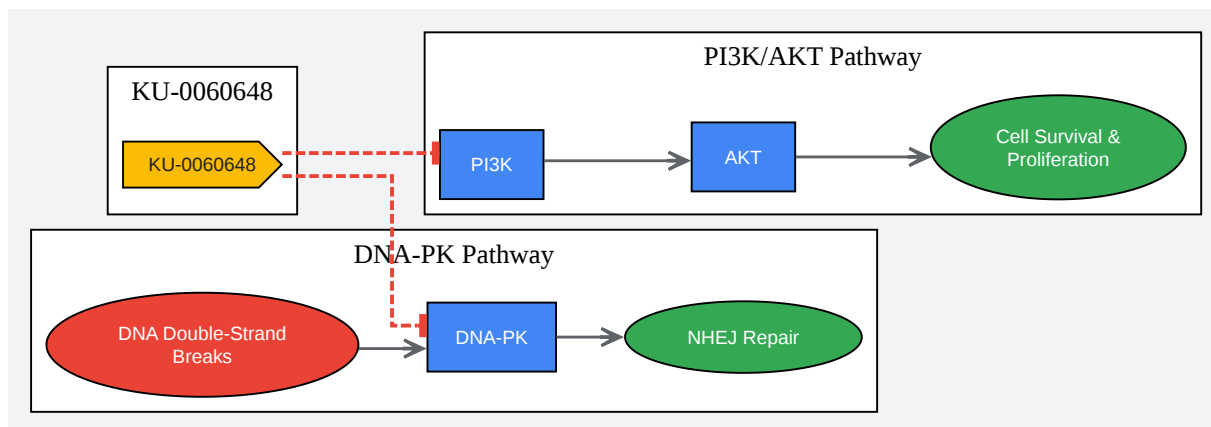 PI3K/AKT Pathway
KU-0060648
KU-0060648
PI3K
AKT
Cell Survival &
Proliferation
DNA-PK Pathway
DNA Double-Strand
Breaks
DNA-PK
NHEJ Repair